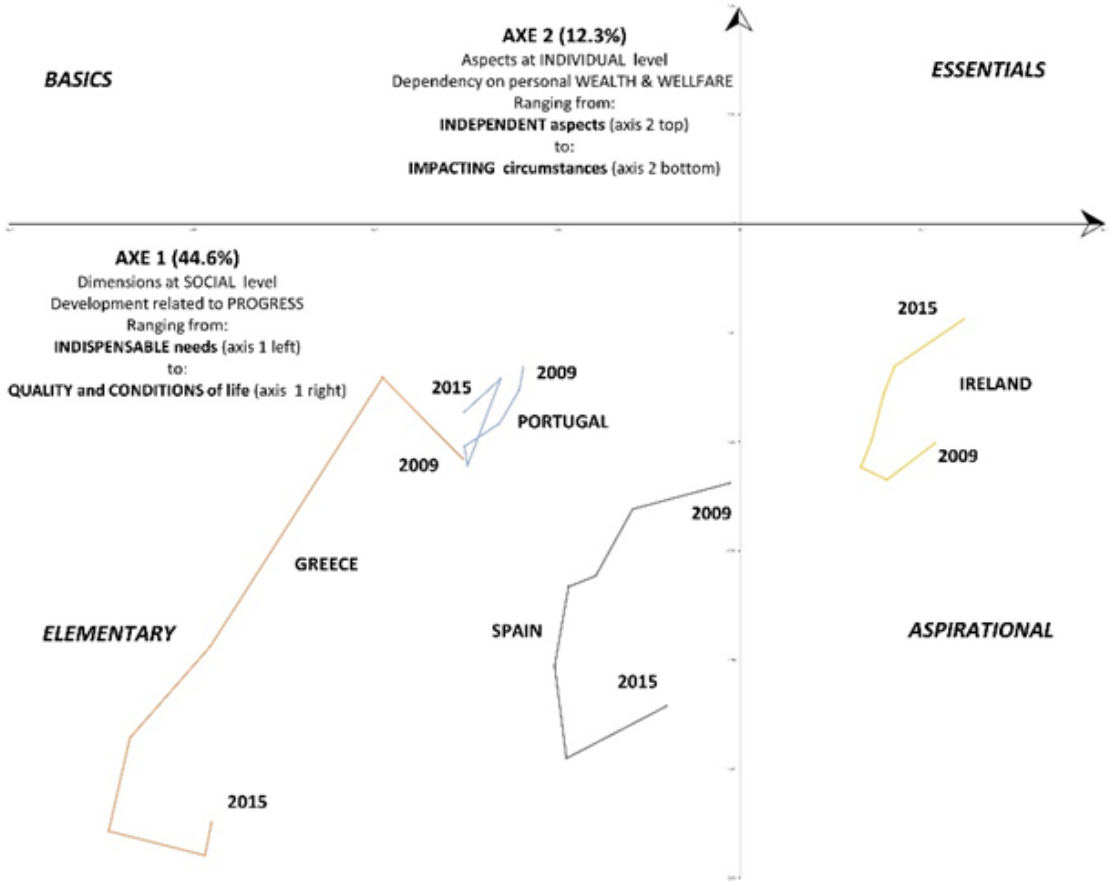 AXE 2 (12.3%)
Aspects at INDIVIDUAL level
Dependency on personal WEALTH & WELLFARE
Ranging from:
INDEPENDENT aspects (axis 2 top)
to:
IMPACTING circumstances (axis 2 bottom)
BASICS
ESSENTIALS
AXE 1 (44.6%)
Dimensions at SOCIAL level
Development related to PROGRESS
Ranging from:
INDISPENSABLE needs (axis 1 left)
to:
QUALITY and CONDITIONS of life (axis 1 right)
2015
IRELAND
2009
2015
2009
PORTUGAL
2009
GREECE
2015
2009
SPAIN
2015
ELEMENTARY
ASPIRATIONAL